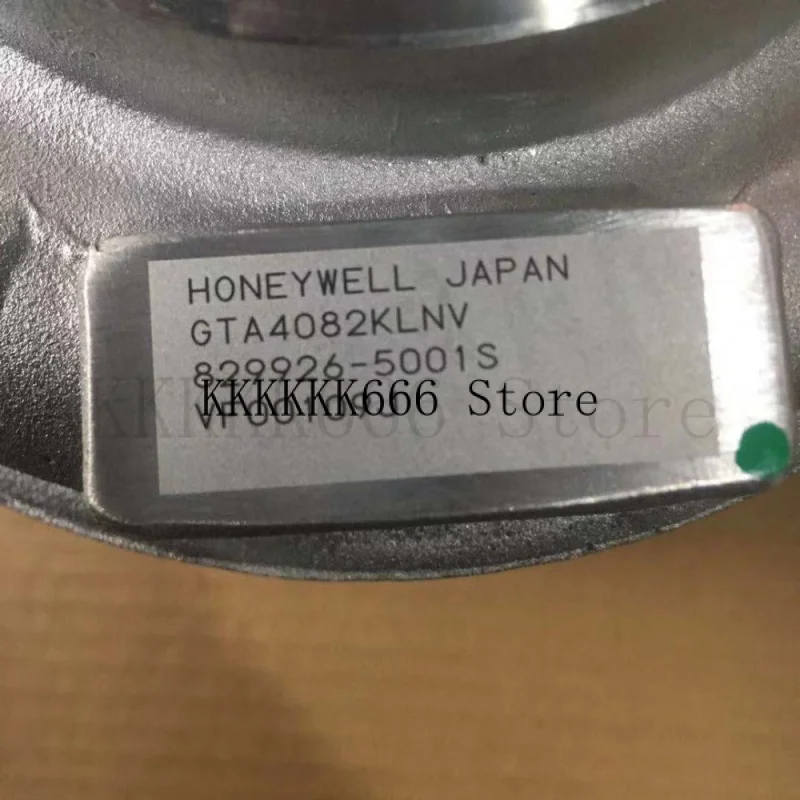 HONEYWELL JAPAN
GTA4082KLNV
829926-5001S
KKKKKK666 Store